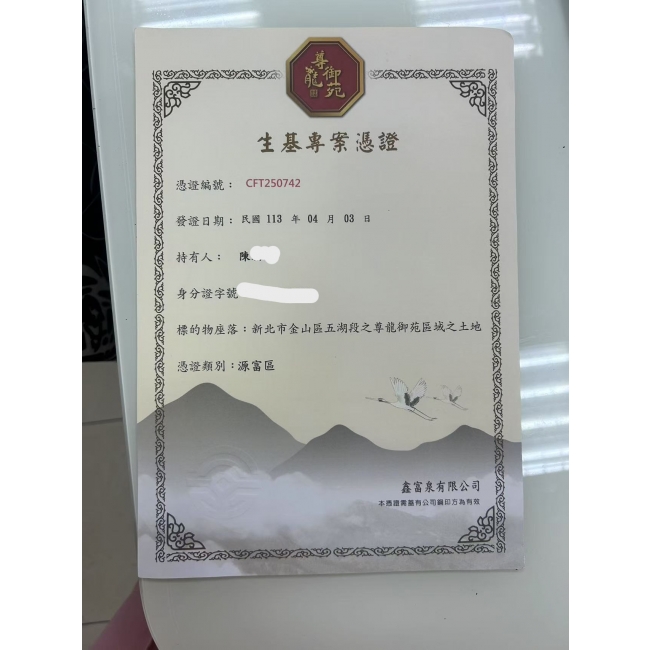 尊龍御苑
生基專案憑證
憑證編號： CFT250742
發證日期：民國 113 年 04 月 03 日
持有人： 陳
身分證字號
標的物座落：新北市金山區五湖段之尊龍御苑區域之土地
憑證類別：源富區
鑫富泉有限公司
本憑證需蓋有公司鋼印方為有效